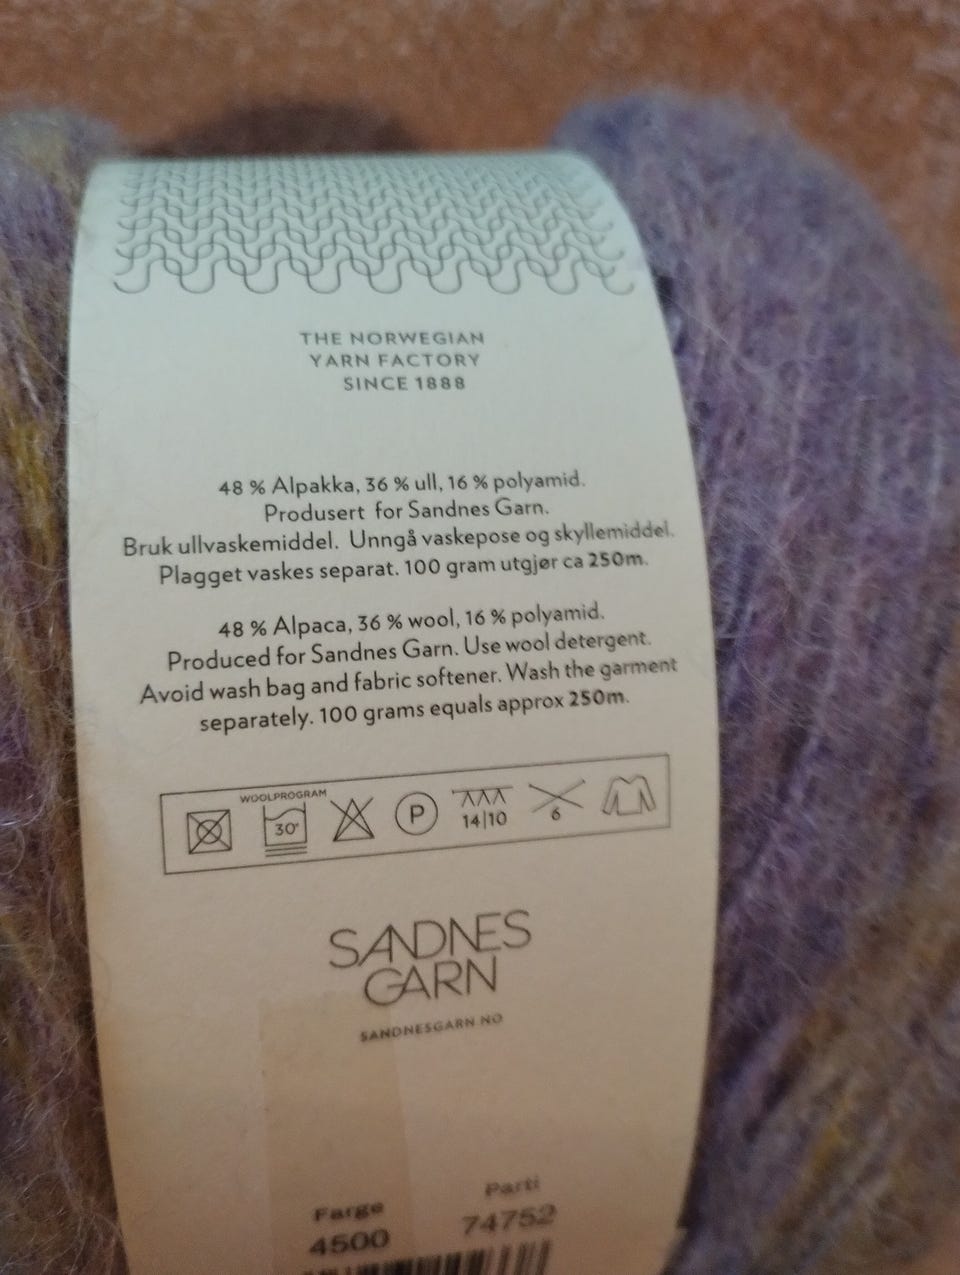 THE NORWEGIAN
YARN FACTORY
SINCE 1888
48 % Alpakka, 36 % ull, 16 % polyamid.
Produsert for Sandnes Garn.
Bruk ullvaskemiddel. Unngå vaskepose og skyllemiddel.
Plagget vaskes separat. 100 gram utgjør ca 250m.
48 % Alpaca, 36 % wool, 16 % polyamid.
Produced for Sandnes Garn. Use wool detergent.
Avoid wash bag and fabric softener. Wash the garment
separately. 100 grams equals approx 250m.
WOOLPROGRAM
30° P 14|10 6
SANDNES
GARN
SANDNESGARN.NO
Farge Parti
4500 74752